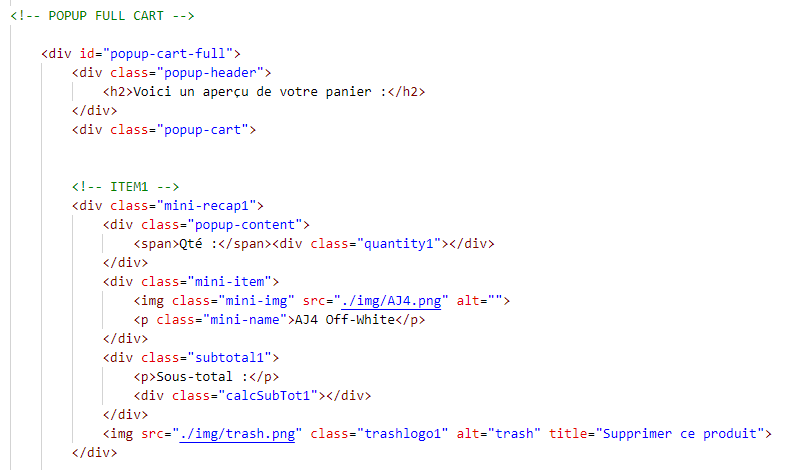 <!-- POPUP FULL CART -->
<div id="popup-cart-full">
<div class="popup-header">
<h2>Voici un aperçu de votre panier :</h2>
</div>
<div class="popup-cart">
<!-- ITEM1 -->
<div class="mini-recap1">
<div class="popup-content">
<span>Qté :</span><div class="quantity1"></div>
</div>
<div class="mini-item">
<img class="mini-img" src="./img/AJ4.png" alt="">
<p class="mini-name">AJ4 Off-White</p>
</div>
<div class="subtotal1">
<p>Sous-total :</p>
<div class="calcSubTot1"></div>
</div>
<img src="./img/trash.png" class="trashlogo1" alt="trash" title="Supprimer ce produit">
</div>